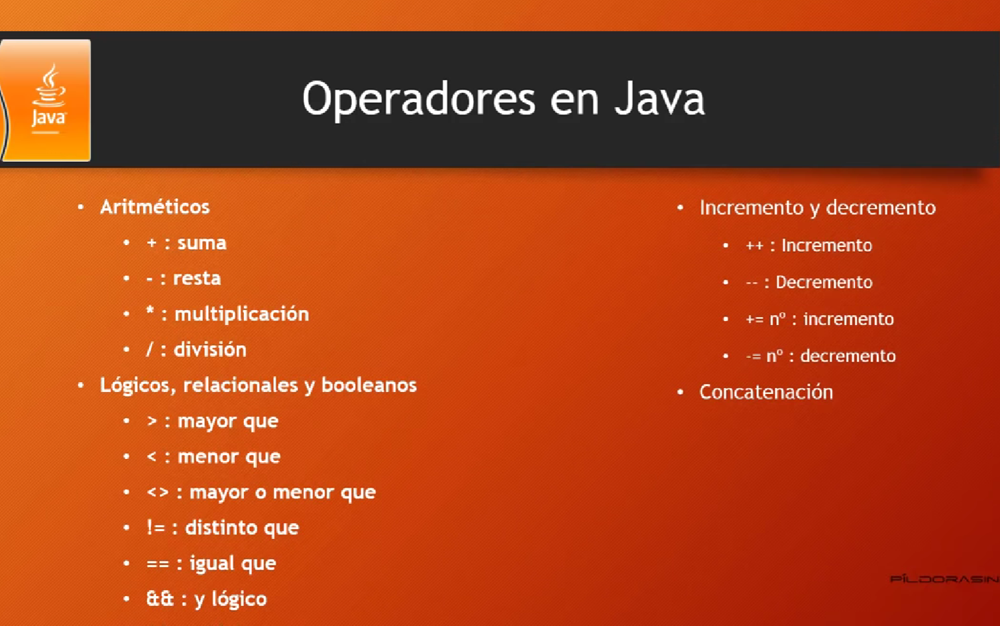 Java
Operadores en Java
• Aritméticos
• + : suma
• - : resta
• * : multiplicación
• / : división
• Lógicos, relacionales y booleanos
• > : mayor que
• < : menor que
• <> : mayor o menor que
• != : distinto que
• == : igual que
• && : y lógico
• Incremento y decremento
• ++ : Incremento
• -- : Decremento
• += nº : incremento
• -= nº : decremento
• Concatenación
PÍLDORASIN